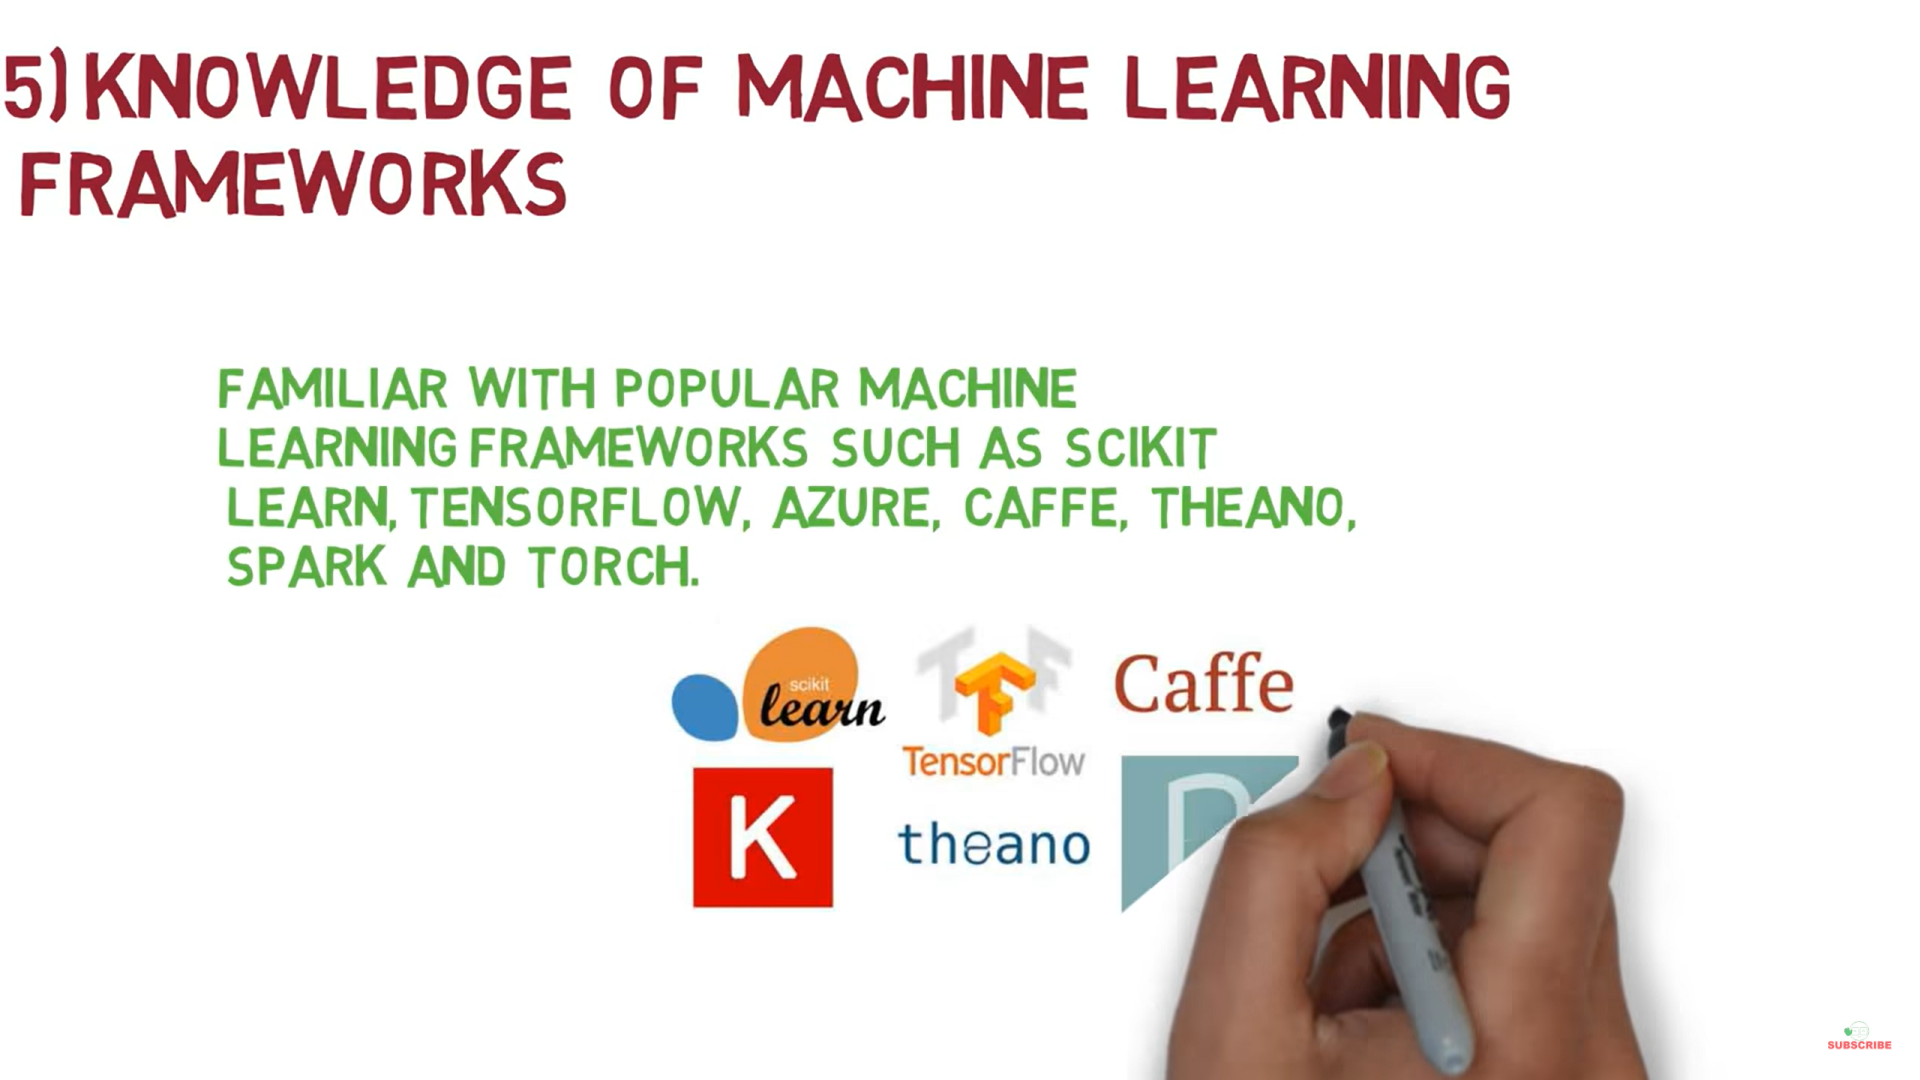 5) KNOWLEDGE OF MACHINE LEARNING
FRAMEWORKS
FAMILIAR WITH POPULAR MACHINE
LEARNING FRAMEWORKS SUCH AS SCIKIT
LEARN, TENSORFLOW, AZURE, CAFFE, THEANO,
SPARK AND TORCH.
scikit
learn
TensorFlow
Caffe
K
theano
SUBSCRIBE